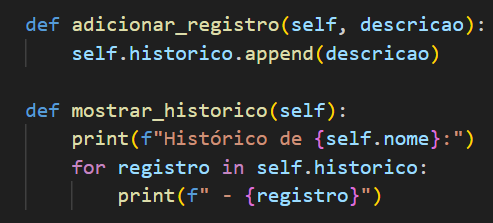 def adicionar_registro(self, descricao):
    self.historico.append(descricao)

def mostrar_historico(self):
    print(f"Histórico de {self.nome}:")
    for registro in self.historico:
        print(f" - {registro}")